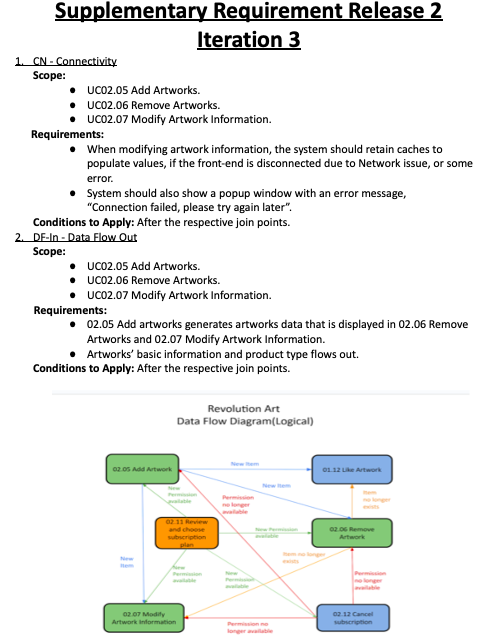 Supplementary Requirement Release 2
Iteration 3
1. CN - Connectivity
Scope:
● UC02.05 Add Artworks.
● UC02.06 Remove Artworks.
● UC02.07 Modify Artwork Information.
Requirements:
● When modifying artwork information, the system should retain caches to
populate values, if the front-end is disconnected due to Network issue, or some
error.
● System should also show a popup window with an error message,
“Connection failed, please try again later”.
Conditions to Apply: After the respective join points.
2. DF-In - Data Flow Out
Scope:
● UC02.05 Add Artworks.
● UC02.06 Remove Artworks.
● UC02.07 Modify Artwork Information.
Requirements:
● 02.05 Add artworks generates artworks data that is displayed in 02.06 Remove
Artworks and 02.07 Modify Artwork Information.
● Artworks’ basic information and product type flows out.
Conditions to Apply: After the respective join points.
Revolution Art
Data Flow Diagram(Logical)
02.05 Add Artwork
New Item
01.12 Like Artwork
New Item
New
Permission
available
Permission
no longer
available
Item
no longer
exists
02.11 Review
and choose
subscription
plan
New Permission
available
02.06 Remove
Artwork
Item no longer
exists
New
Item
New
Permission
available
New
Permission
available
Permission
no longer
available
02.07 Modify
Artwork Information
Permission no
longer available
02.12 Cancel
subscription